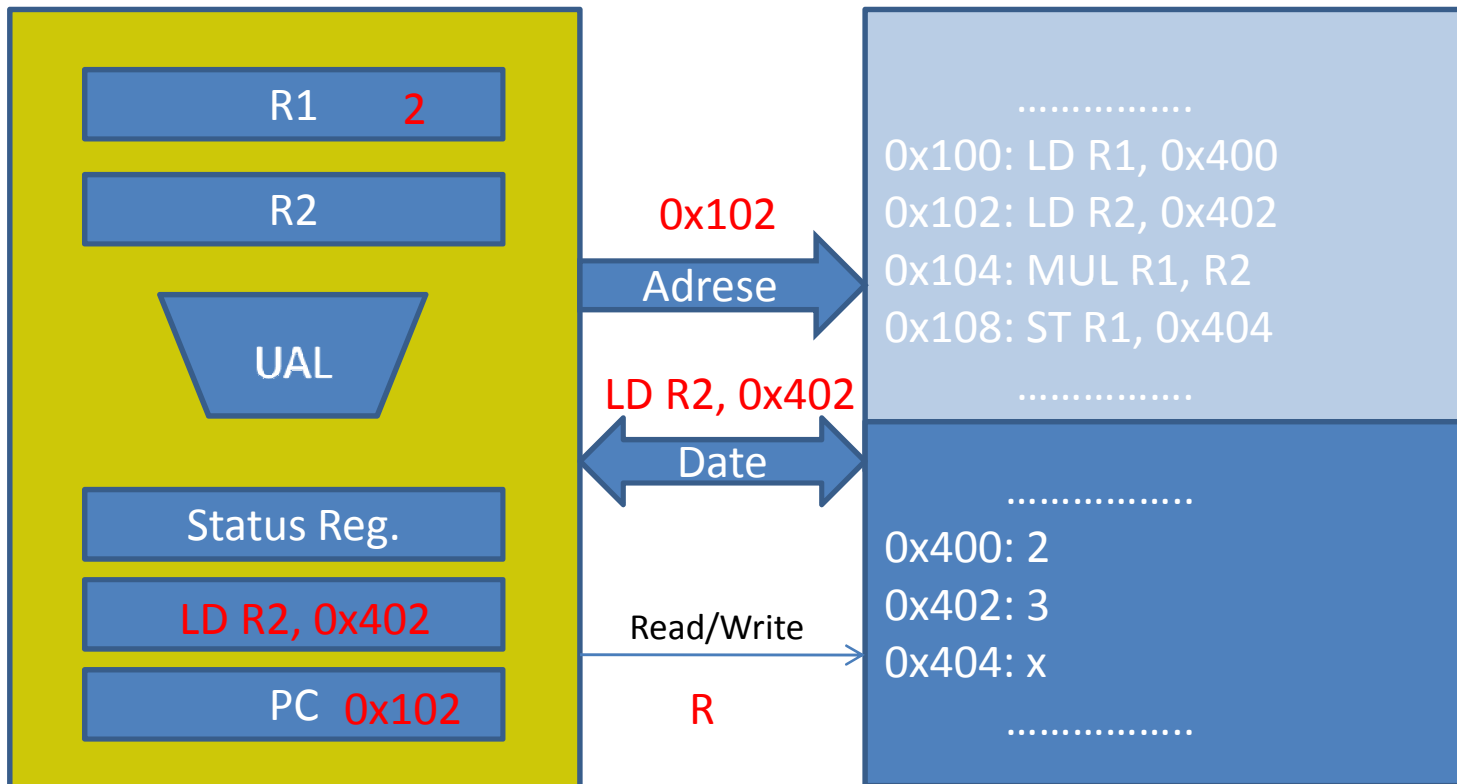 R1 2
R2
UAL
Status Reg.
LD R2, 0x402
PC 0x102
0x102
Adrese
LD R2, 0x402
Date
Read/Write
R
................
0x100: LD R1, 0x400
0x102: LD R2, 0x402
0x104: MUL R1, R2
0x108: ST R1, 0x404
................
..................
0x400: 2
0x402: 3
0x404: x
..................